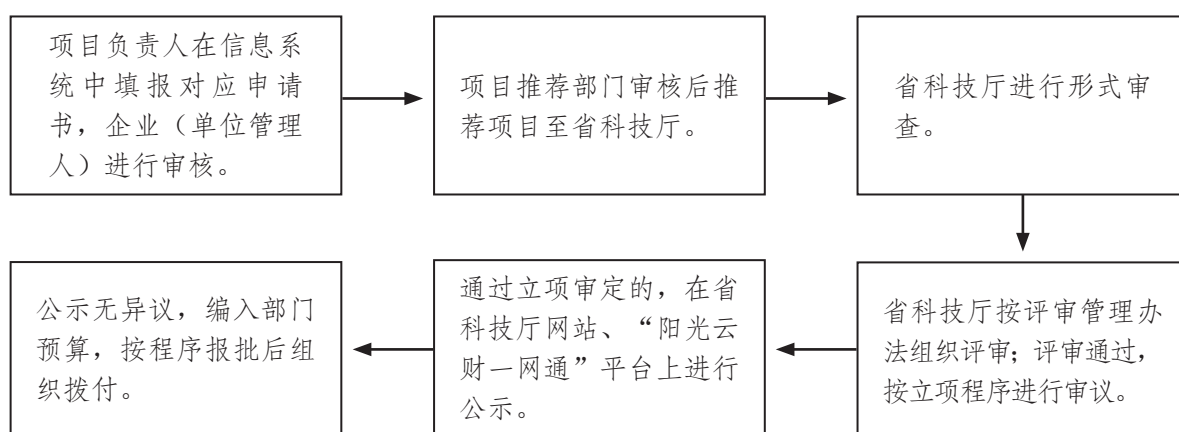 项目负责人在信息系
统中填报对应申请
书，企业（单位管理
人）进行审核。
项目推荐部门审核后推
荐项目至省科技厅。
省科技厅进行形式审
查。
省科技厅按评审管理办
法组织评审；评审通过，
按立项程序进行审议。
通过立项审定的，在省
科技厅网站、“阳光云
财一网通”平台上进行
公示。
公示无异议，编入部门
预算，按程序报批后组
织拨付。